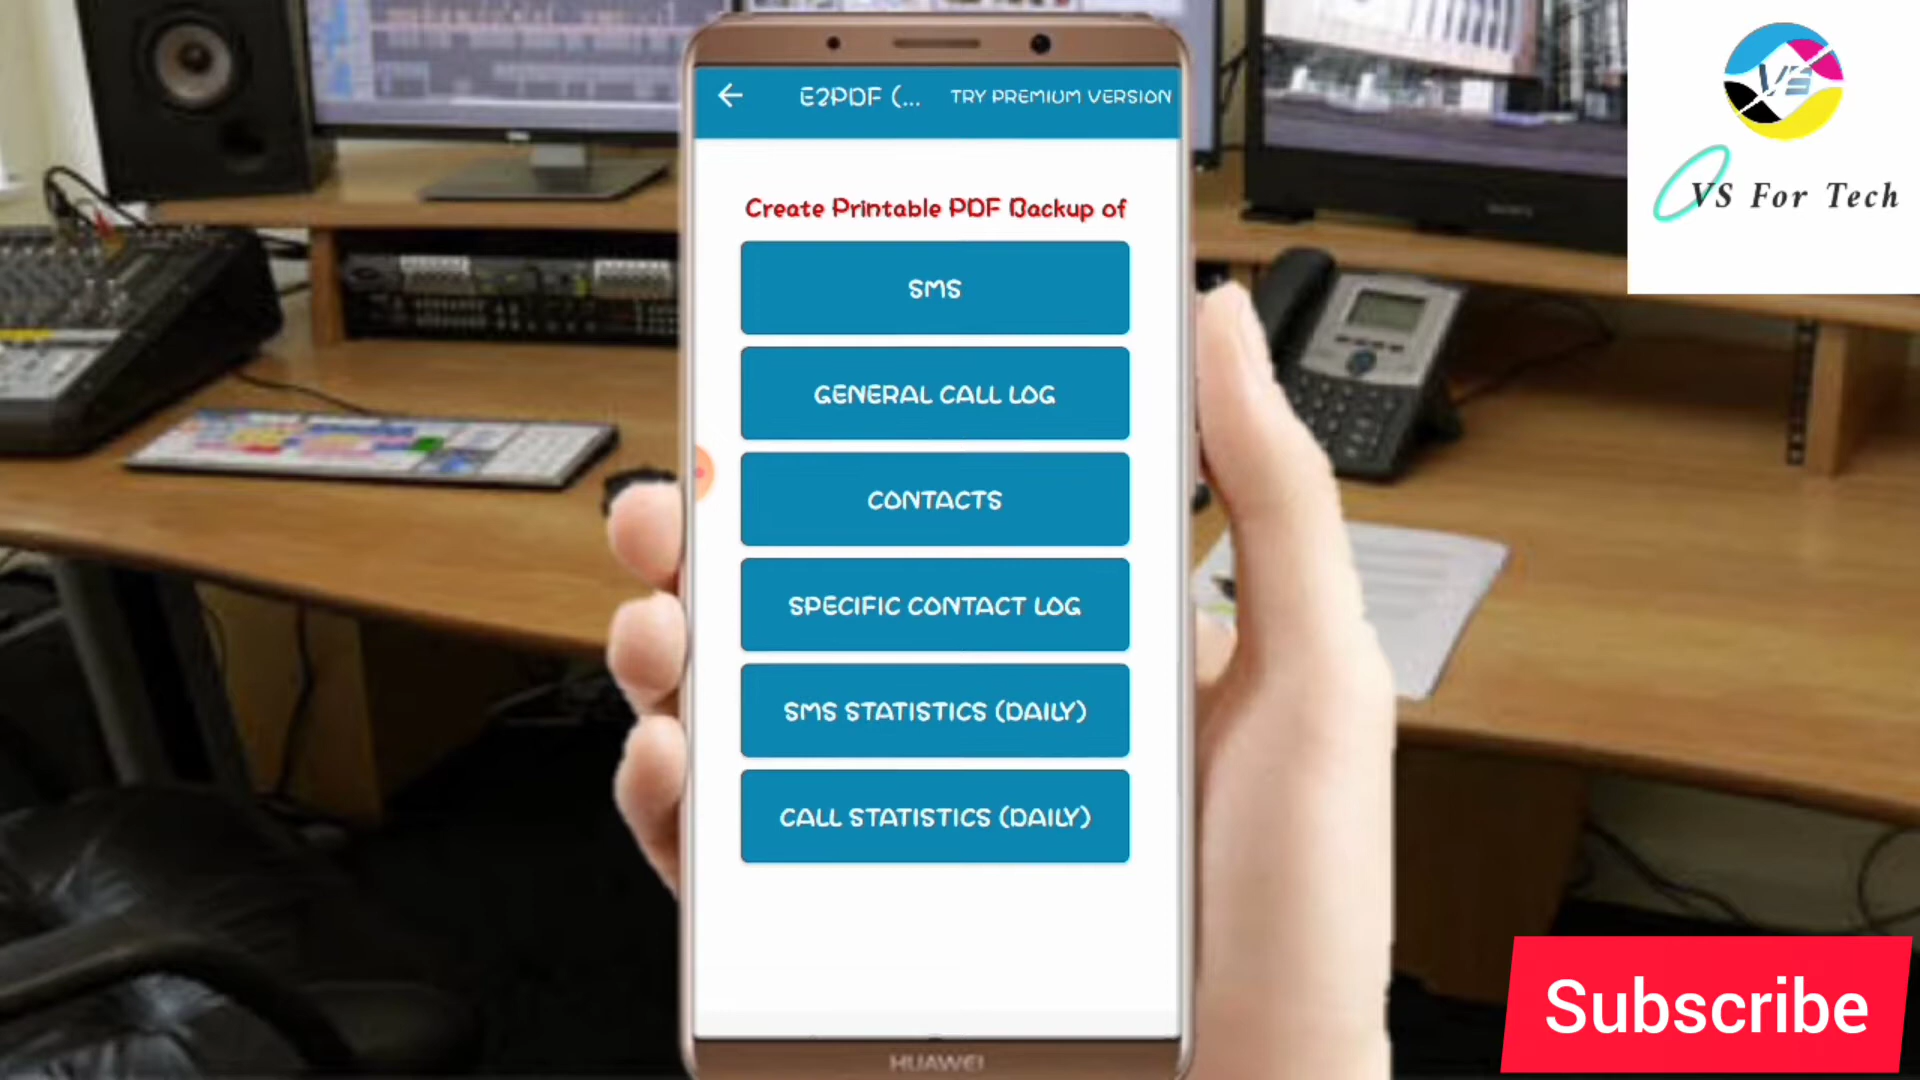 E2PDF (...
TRY PREMIUM VERSION
Create Printable PDF Backup of
SMS
GENERAL CALL LOG
CONTACTS
SPECIFIC CONTACT LOG
SMS STATISTICS (DAILY)
CALL STATISTICS (DAILY)
HUAWEI
VS
VS For Tech
Subscribe